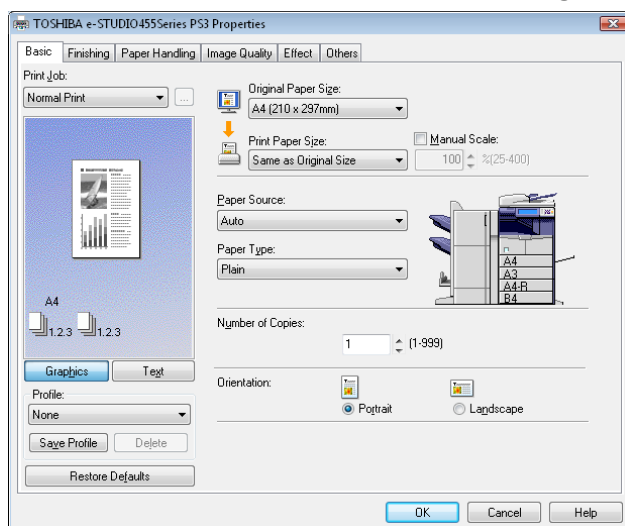 TOSHIBA e-STUDIO455Series PS3 Properties
Basic Finishing Paper Handling Image Quality Effect Others
Print Job:
Normal Print ...
A4
1.2.3 1.2.3
Graphics Text
Profile:
None
Save Profile Delete
Restore Defaults
Original Paper Size:
A4 (210 x 297mm)
Print Paper Size:
Same as Original Size
Manual Scale:
100 %(25-400)
Paper Source:
Auto
Paper Type:
Plain
A4
A3
A4-R
B4
Number of Copies:
1 (1-999)
Orientation:
Portrait Landscape
OK Cancel Help